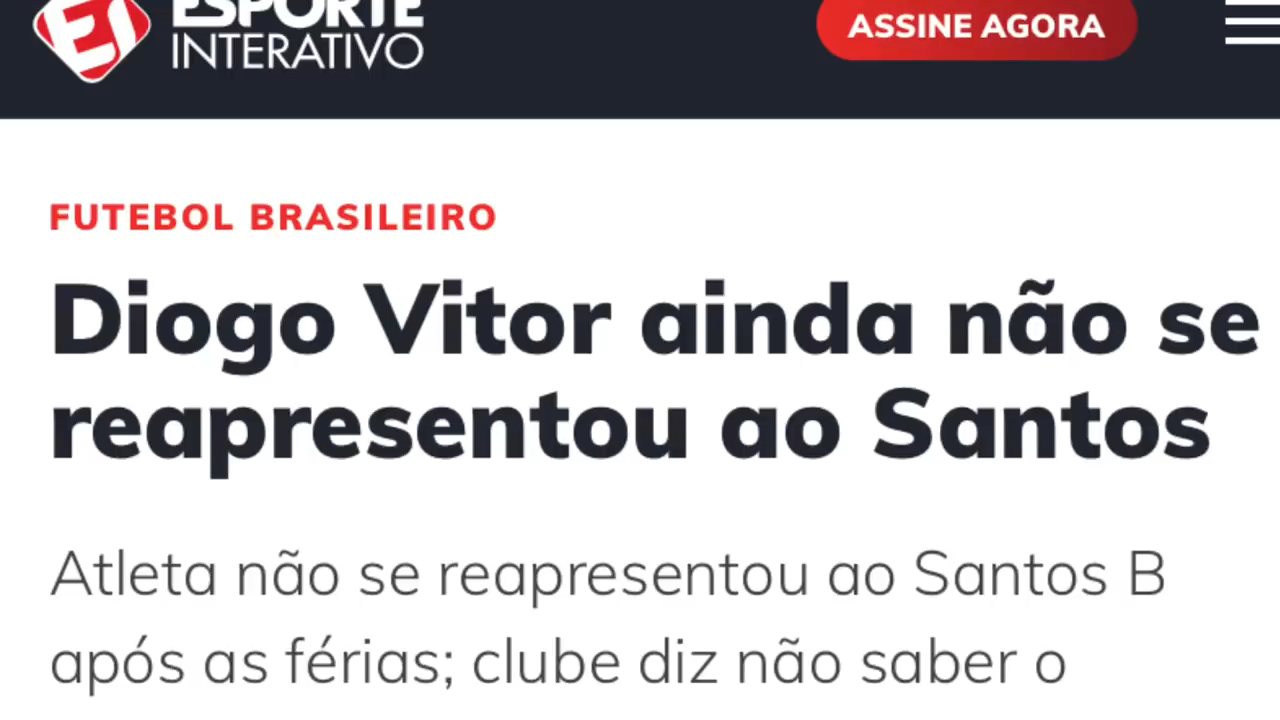 ESPORTE
INTERATIVO
ASSINE AGORA
FUTEBOL BRASILEIRO
Diogo Vitor ainda não se
reapresentou ao Santos
Atleta não se reapresentou ao Santos B
após as férias; clube diz não saber o